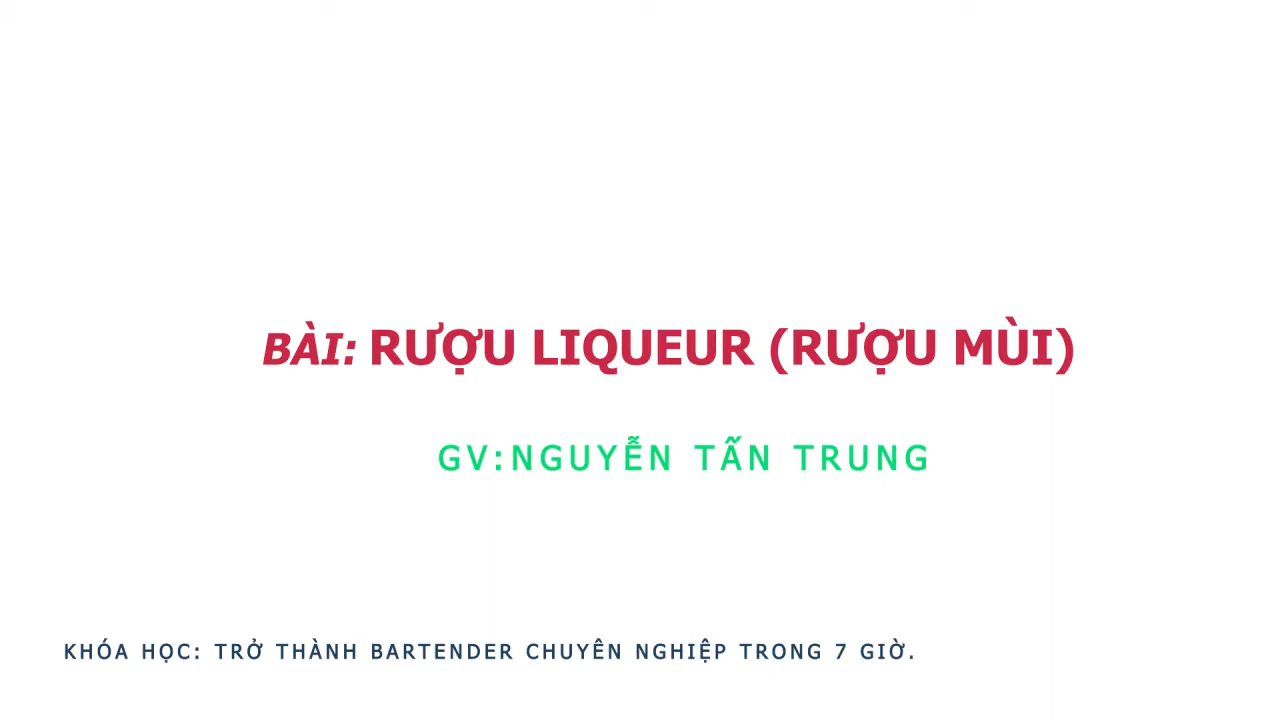 BÀI: RƯỢU LIQUEUR (RƯỢU MÙI)
GV:NGUYỄN TẤN TRUNG
KHÓA HỌC: TRỞ THÀNH BARTENDER CHUYÊN NGHIỆP TRONG 7 GIỜ.